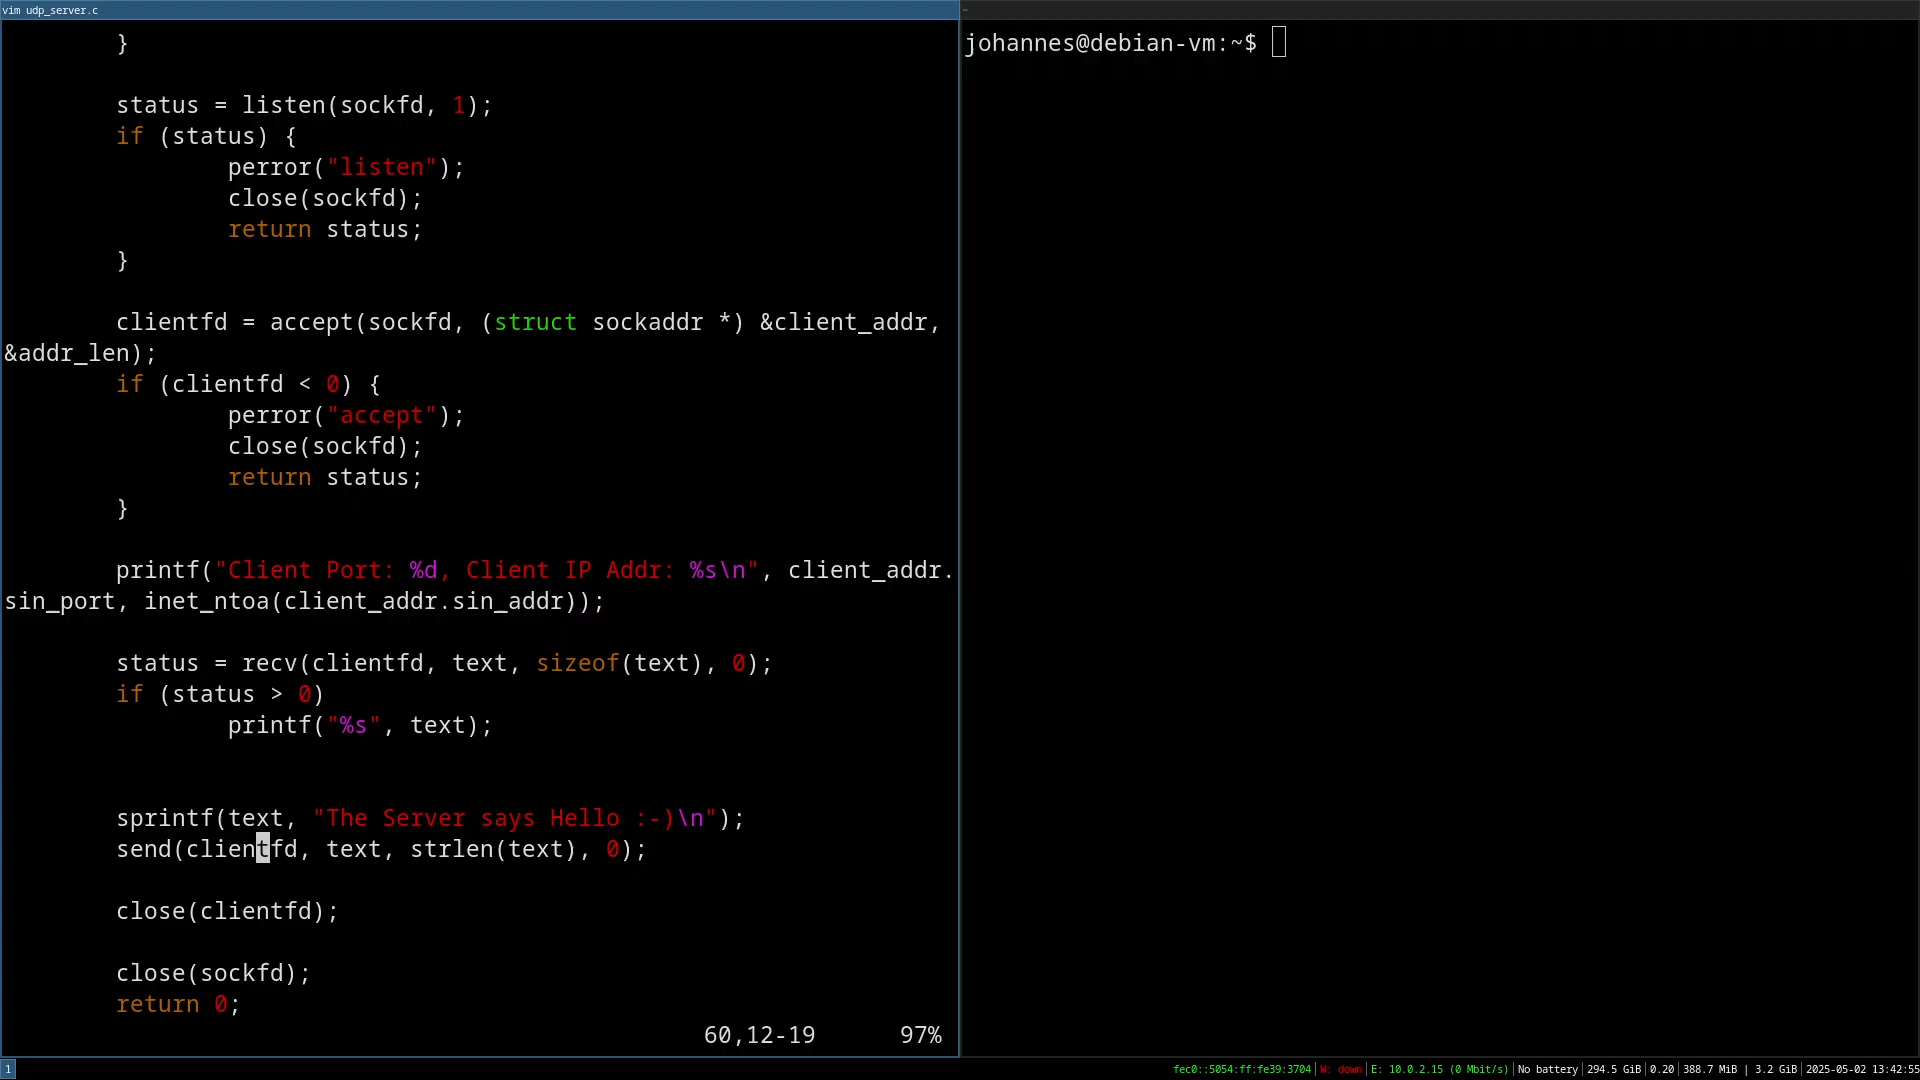 vim udp_server.c
~
        }

        status = listen(sockfd, 1);
        if (status) {
                perror("listen");
                close(sockfd);
                return status;
        }

        clientfd = accept(sockfd, (struct sockaddr *) &client_addr,
&addr_len);
        if (clientfd < 0) {
                perror("accept");
                close(sockfd);
                return status;
        }

        printf("Client Port: %d, Client IP Addr: %s\n", client_addr.
sin_port, inet_ntoa(client_addr.sin_addr));

        status = recv(clientfd, text, sizeof(text), 0);
        if (status > 0)
                printf("%s", text);


        sprintf(text, "The Server says Hello :-)\n");
        send(clientfd, text, strlen(text), 0);

        close(clientfd);

        close(sockfd);
        return 0;
60,12-19      97%
johannes@debian-vm:~$
1
fec0::5054:ff:fe39:3704 | W: down | E: 10.0.2.15 (0 Mbit/s) | No battery | 294.5 GiB | 0.20 | 388.7 MiB | 3.2 GiB | 2025-05-02 13:42:55